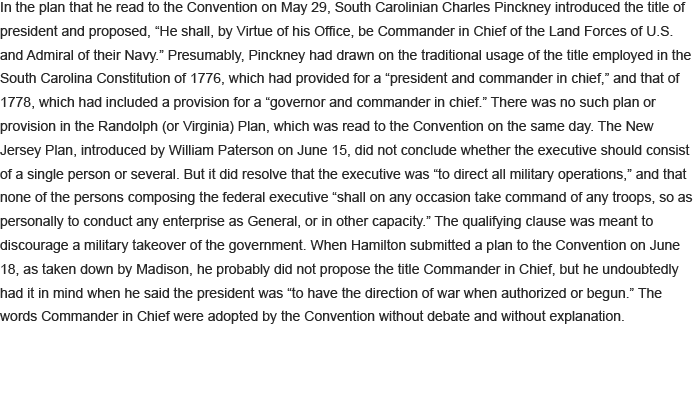 In the plan that he read to the Convention on May 29, South Carolinian Charles Pinckney introduced the title of
president and proposed, “He shall, by Virtue of his Office, be Commander in Chief of the Land Forces of U.S.
and Admiral of their Navy.” Presumably, Pinckney had drawn on the traditional usage of the title employed in the
South Carolina Constitution of 1776, which had provided for a “president and commander in chief,” and that of
1778, which had included a provision for a “governor and commander in chief.” There was no such plan or
provision in the Randolph (or Virginia) Plan, which was read to the Convention on the same day. The New
Jersey Plan, introduced by William Paterson on June 15, did not conclude whether the executive should consist
of a single person or several. But it did resolve that the executive was “to direct all military operations,” and that
none of the persons composing the federal executive “shall on any occasion take command of any troops, so as
personally to conduct any enterprise as General, or in other capacity.” The qualifying clause was meant to
discourage a military takeover of the government. When Hamilton submitted a plan to the Convention on June
18, as taken down by Madison, he probably did not propose the title Commander in Chief, but he undoubtedly
had it in mind when he said the president was “to have the direction of war when authorized or begun.” The
words Commander in Chief were adopted by the Convention without debate and without explanation.